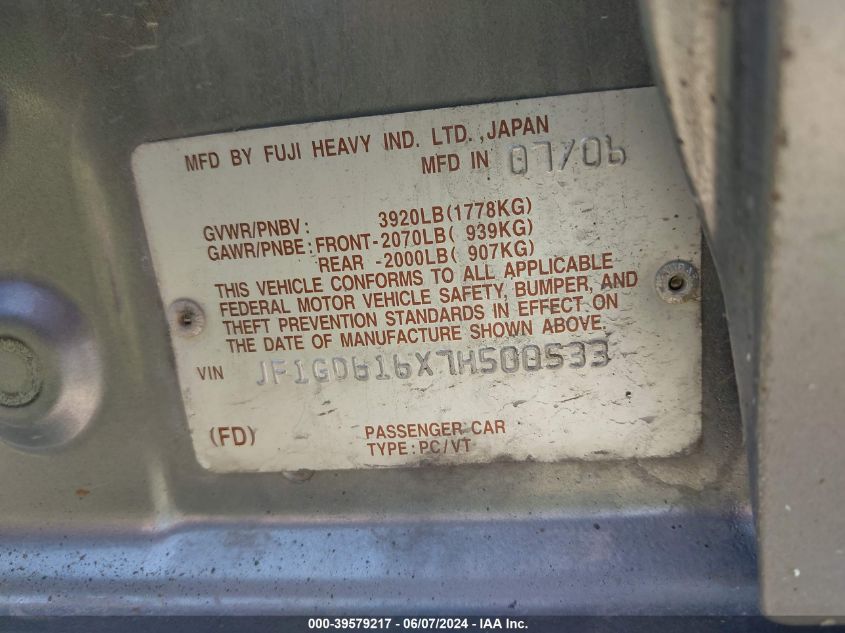 MFD BY FUJI HEAVY IND. LTD., JAPAN
MFD IN 07/06
GVWR/PNBV: 3920LB(1778KG)
GAWR/PNBE: FRONT-2070LB( 939KG)
REAR -2000LB( 907KG)
THIS VEHICLE CONFORMS TO ALL APPLICABLE
FEDERAL MOTOR VEHICLE SAFETY, BUMPER, AND
THEFT PREVENTION STANDARDS IN EFFECT ON
THE DATE OF MANUFACTURE SHOWN ABOVE.
VIN JF1GD616X7H500533
(FD) PASSENGER CAR
TYPE: PC/VT
000-39579217 - 06/07/2024 - IAA Inc.